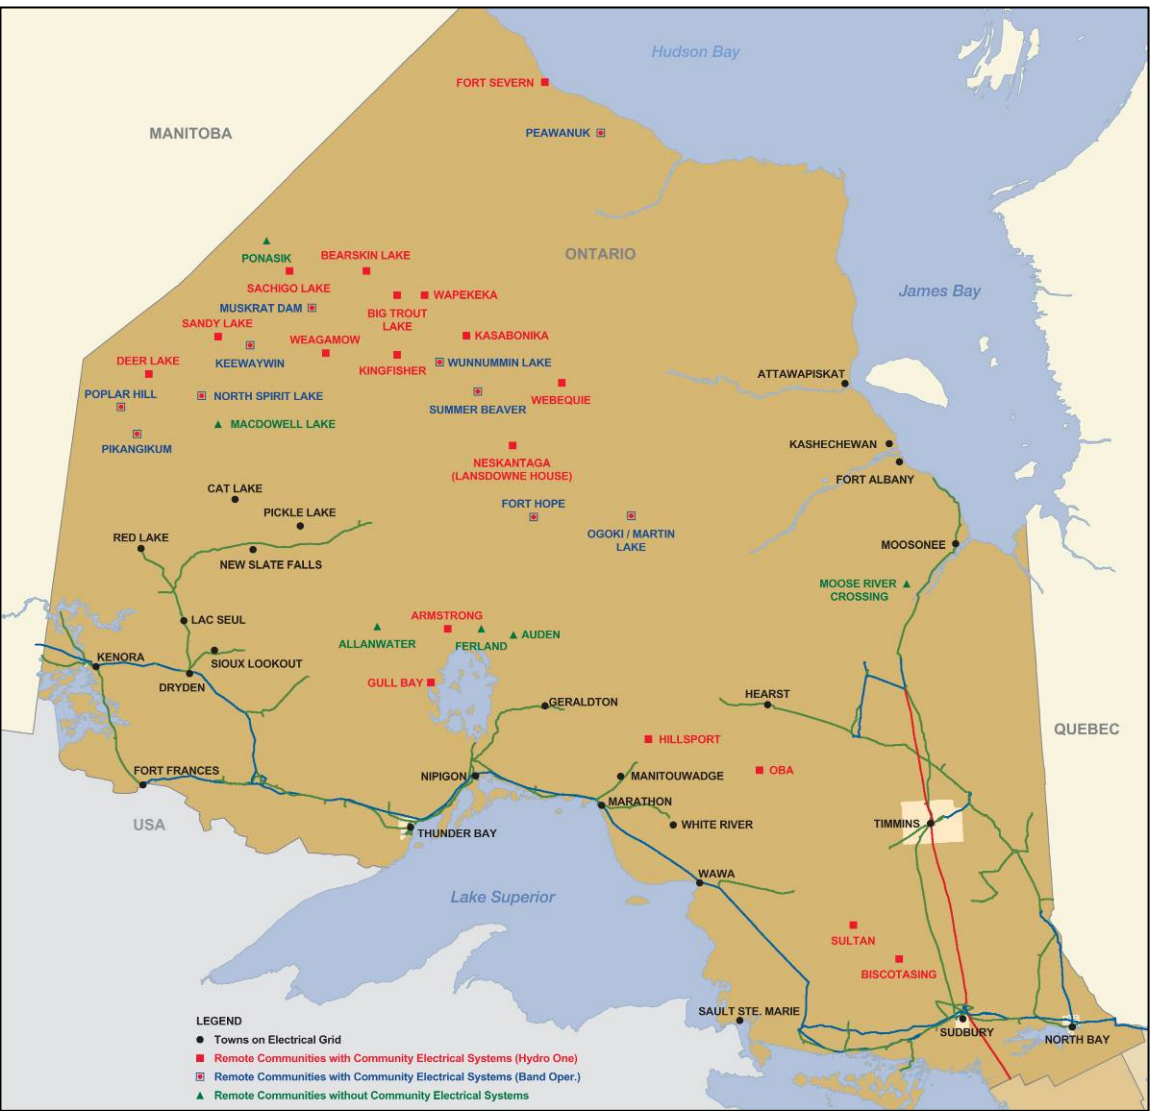 Hudson Bay
FORT SEVERN
MANITOBA
PEAWANUK
ONTARIO
PONASIK
BEARSKIN LAKE
SACHIGO LAKE
James Bay
WAPEKEKA
MUSKRAT DAM
BIG TROUT
LAKE
SANDY LAKE
WEAGAMOW
KASABONIKA
KEEWAYWIN
DEER LAKE
KINGFISHER
WUNNUMMIN LAKE
ATTAWAPISKAT
POPLAR HILL
NORTH SPIRIT LAKE
SUMMER BEAVER
WEBEQUIE
MACDOWELL LAKE
PIKANGIKUM
KASHECHEWAN
NESKANTAGA
(LANSDOWNE HOUSE)
FORT ALBANY
CAT LAKE
PICKLE LAKE
FORT HOPE
OGOKI / MARTIN
LAKE
RED LAKE
NEW SLATE FALLS
MOOSONEE
MOOSE RIVER
CROSSING
LAC SEUL
ARMSTRONG
ALLANWATER
FERLAND
AUDEN
KENORA
SIOUX LOOKOUT
DRYDEN
GULL BAY
GERALDTON
HEARST
QUEBEC
HILLSPORT
FORT FRANCES
NIPIGON
MANITOUWADGE
OBA
MARATHON
USA
THUNDER BAY
WHITE RIVER
TIMMINS
WAWA
Lake Superior
SULTAN
BISCOTASING
SAULT STE. MARIE
SUDBURY
NORTH BAY
LEGEND
Towns on Electrical Grid
Remote Communities with Community Electrical Systems (Hydro One)
Remote Communities with Community Electrical Systems (Band Oper.)
Remote Communities without Community Electrical Systems